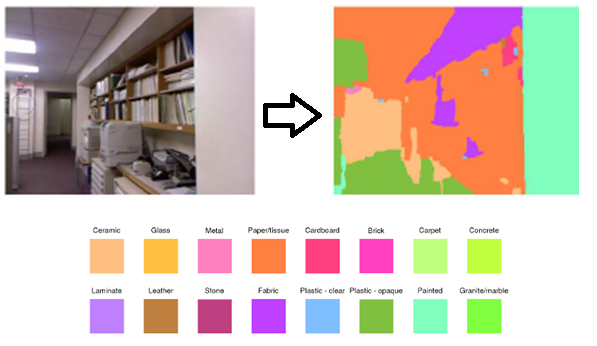 Ceramic Glass Metal Paper/tissue Cardboard Brick Carpet Concrete
Laminate Leather Stone Fabric Plastic - clear Plastic - opaque Painted Granite/marble